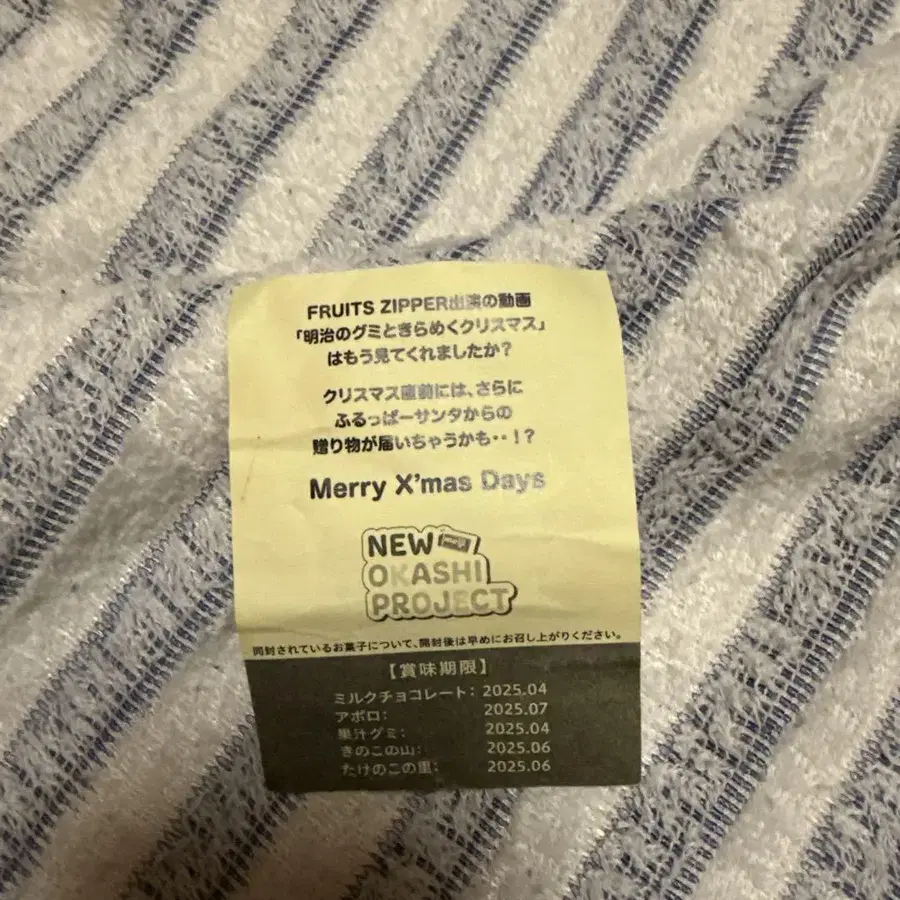 FRUITS ZIPPER出演の動画
「明治のグミときらめくクリスマス」
はもう見てくれましたか?
クリスマス直前には、さらに
ふるっぱーサンタからの
贈り物が届いちゃうかも‥!?
Merry X'mas Days
NEW meiji
OKASHI
PROJECT
同封されているお菓子について、開封後は早めにお召し上がりください。
【賞味期限】
ミルクチョコレート: 2025.04
アポロ: 2025.07
果汁グミ: 2025.04
きのこの山: 2025.06
たけのこの里: 2025.06